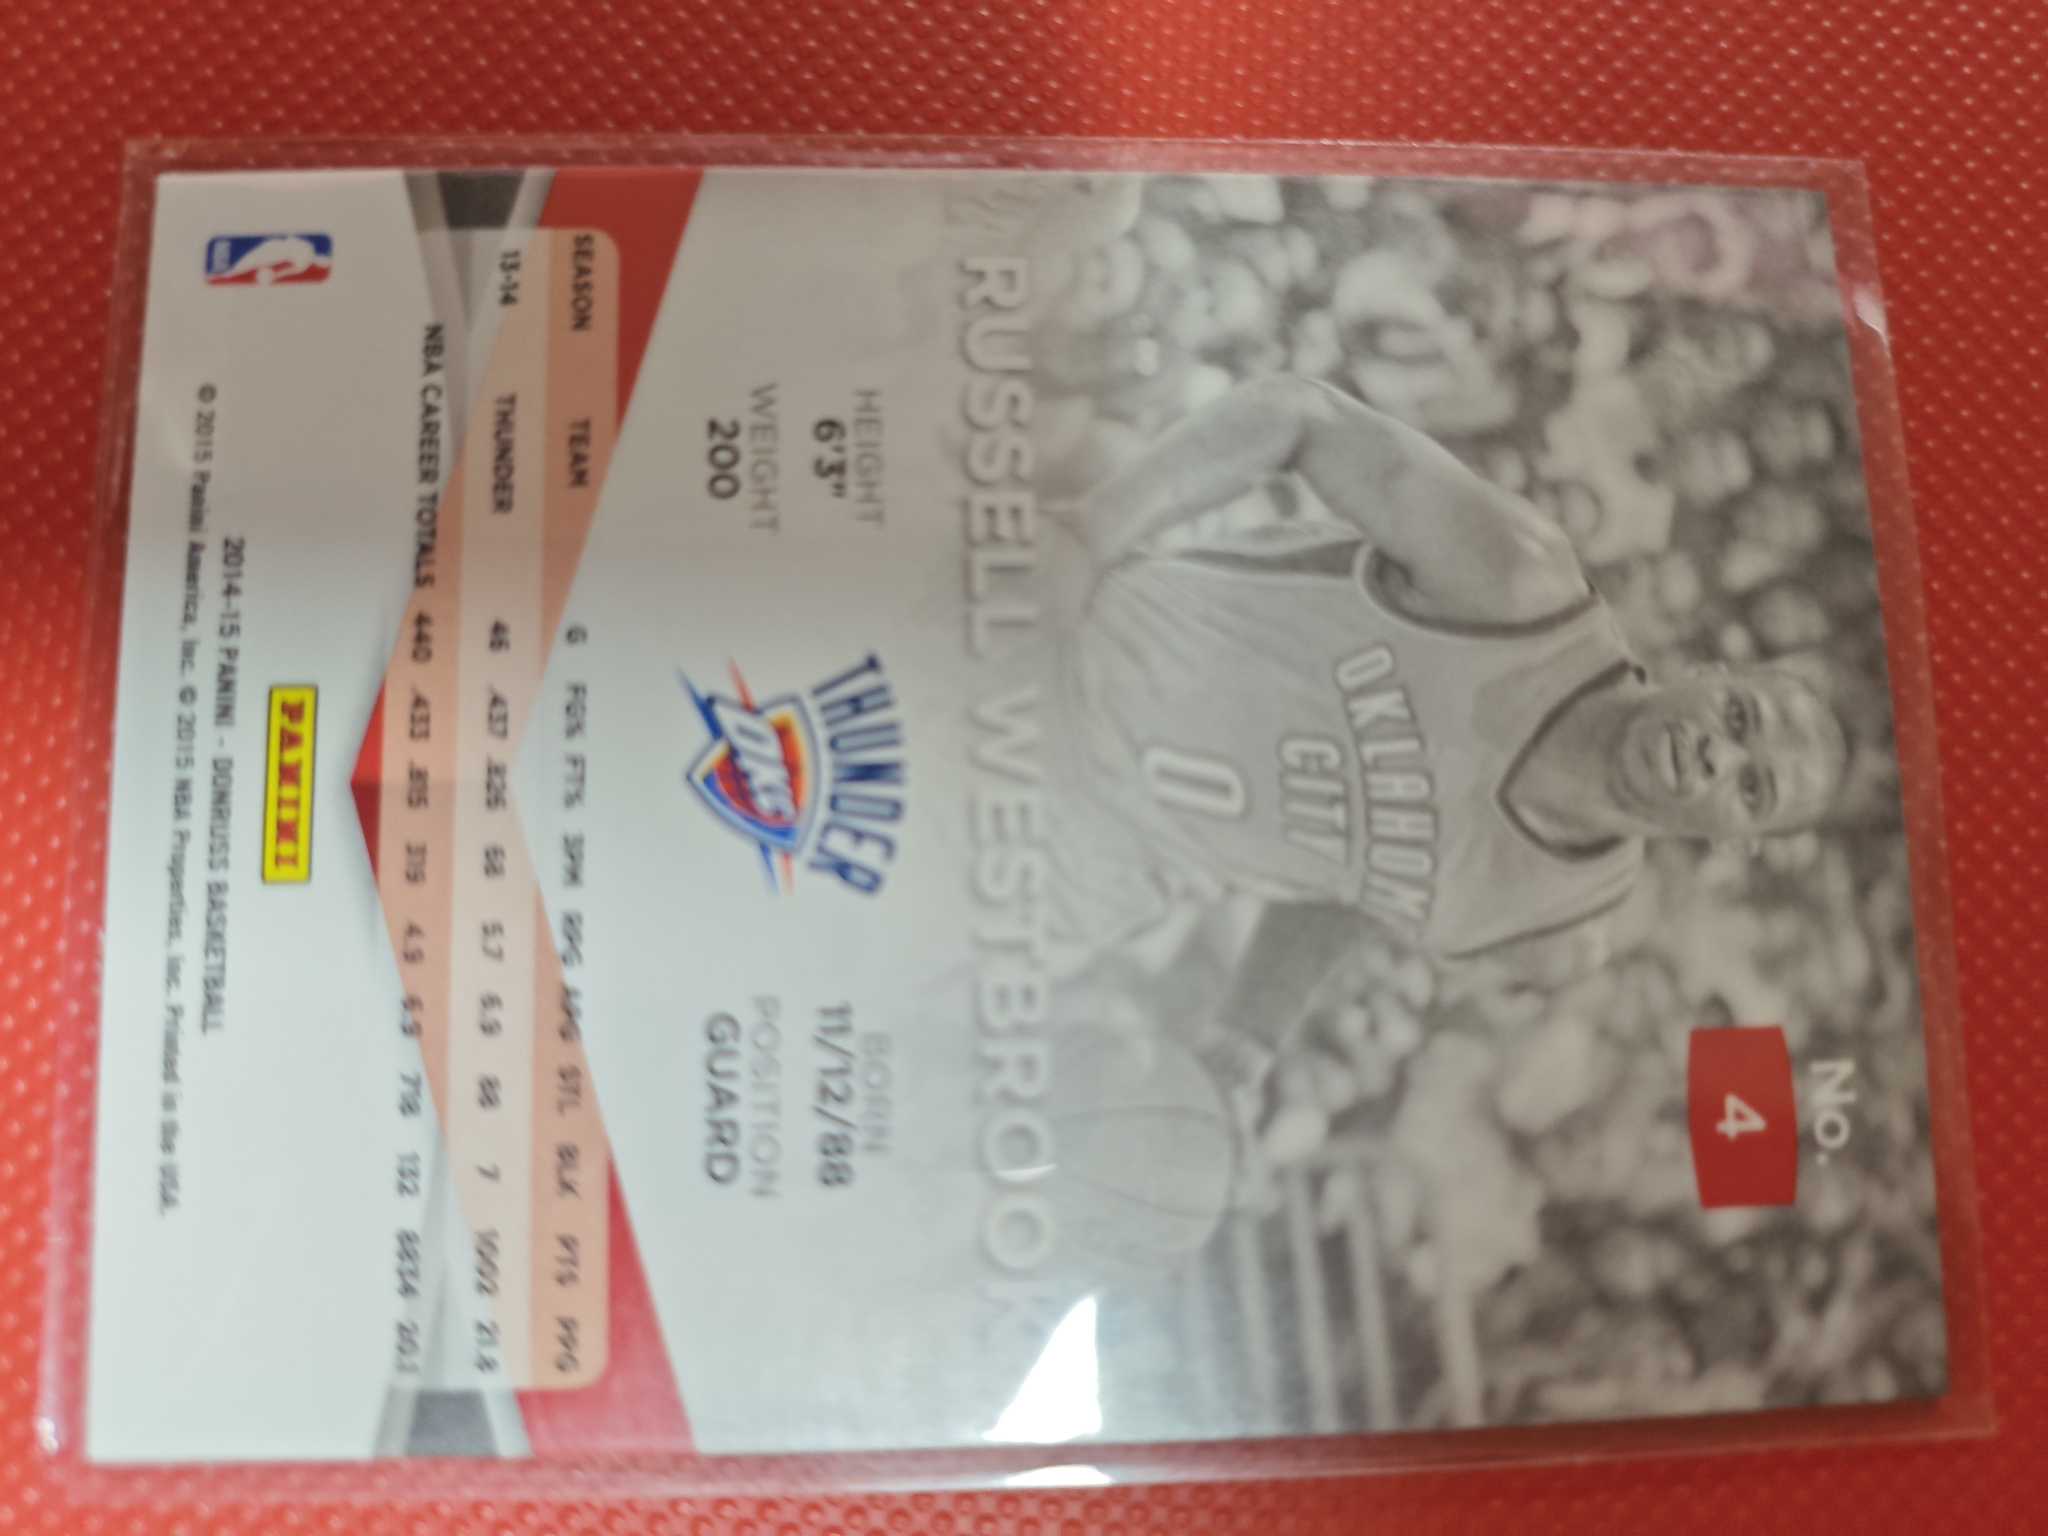 No.
4
OKLAHOM
CITY
0
RUSSELL WESTBROOK
HEIGHT
6'3"
WEIGHT
200
THUNDER
OKC
BORN
11/12/88
POSITION
GUARD
SEASON TEAM G FG% FT% 3PM RPG APG STL BLK PTS PPG
13-14 THUNDER 46 .437 .826 68 5.7 6.9 88 7 1002 21.8
NBA CAREER TOTALS 440 .433 .815 319 4.9 6.9 718 132 8834 20.1
PANINI
2014-15 PANINI - DONRUSS BASKETBALL
© 2015 Panini America, Inc. © 2015 NBA Properties, Inc. Printed in the USA.